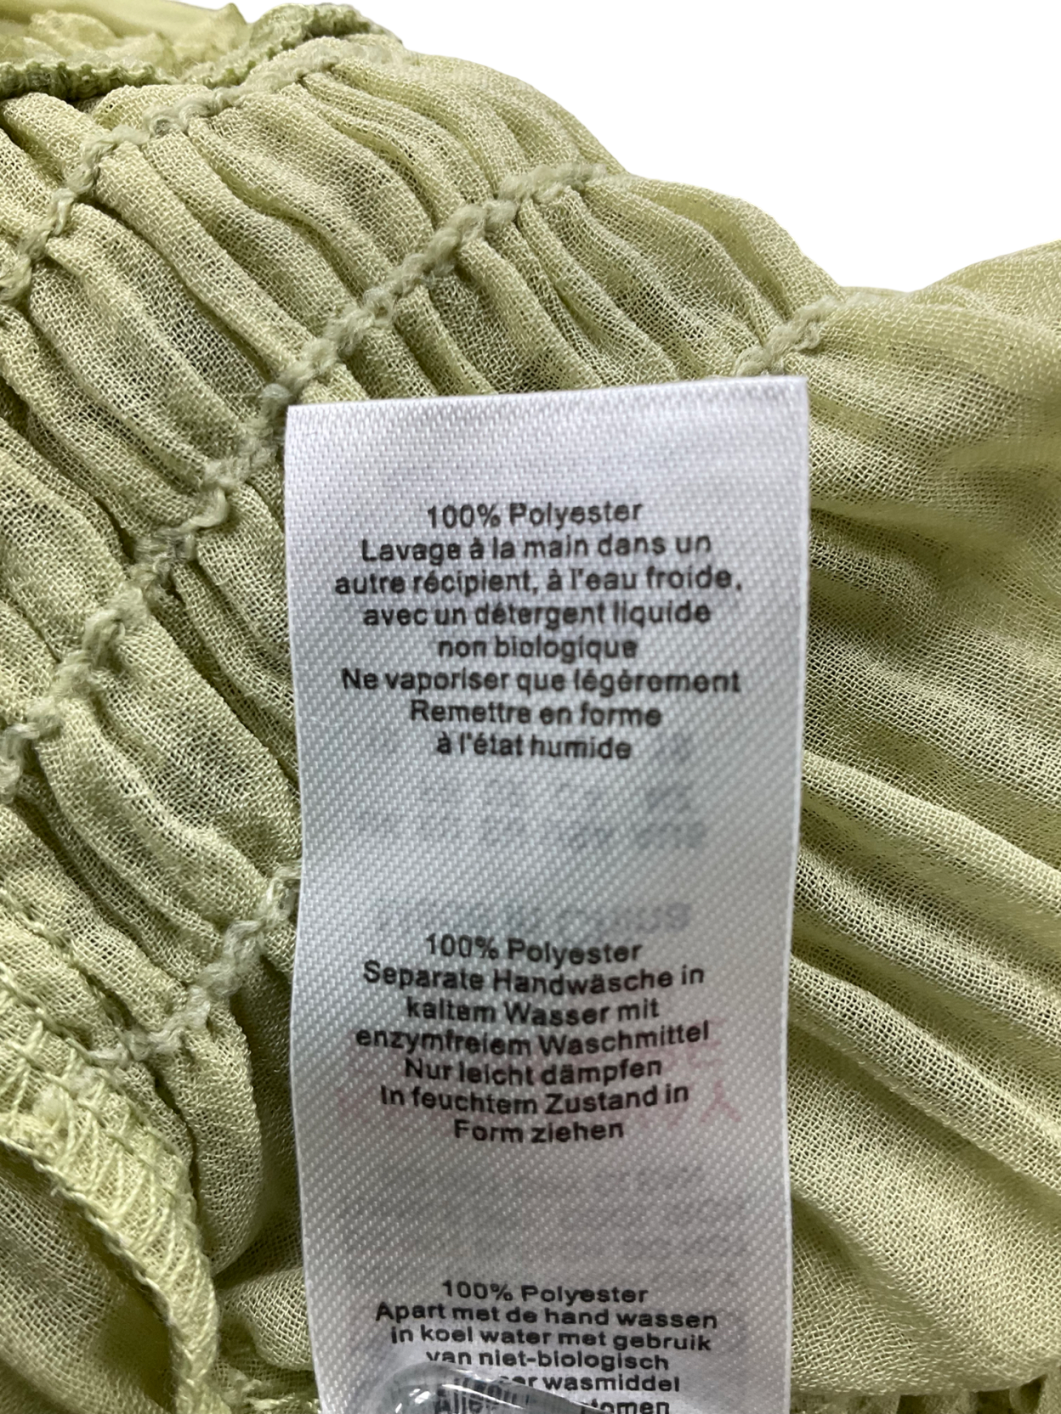 100% Polyester
Lavage à la main dans un
autre récipient, à l'eau froide,
avec un détergent liquide
non biologique
Ne vaporiser que légèrement
Remettre en forme
à l'état humide
100% Polyester
Separate Handwäsche in
kaltem Wasser mit
enzymfreiem Waschmittel
Nur leicht dämpfen
In feuchtem Zustand in
Form ziehen
100% Polyester
Apart met de hand wassen
in koel water met gebruik
van niet-biologisch
wasmiddel